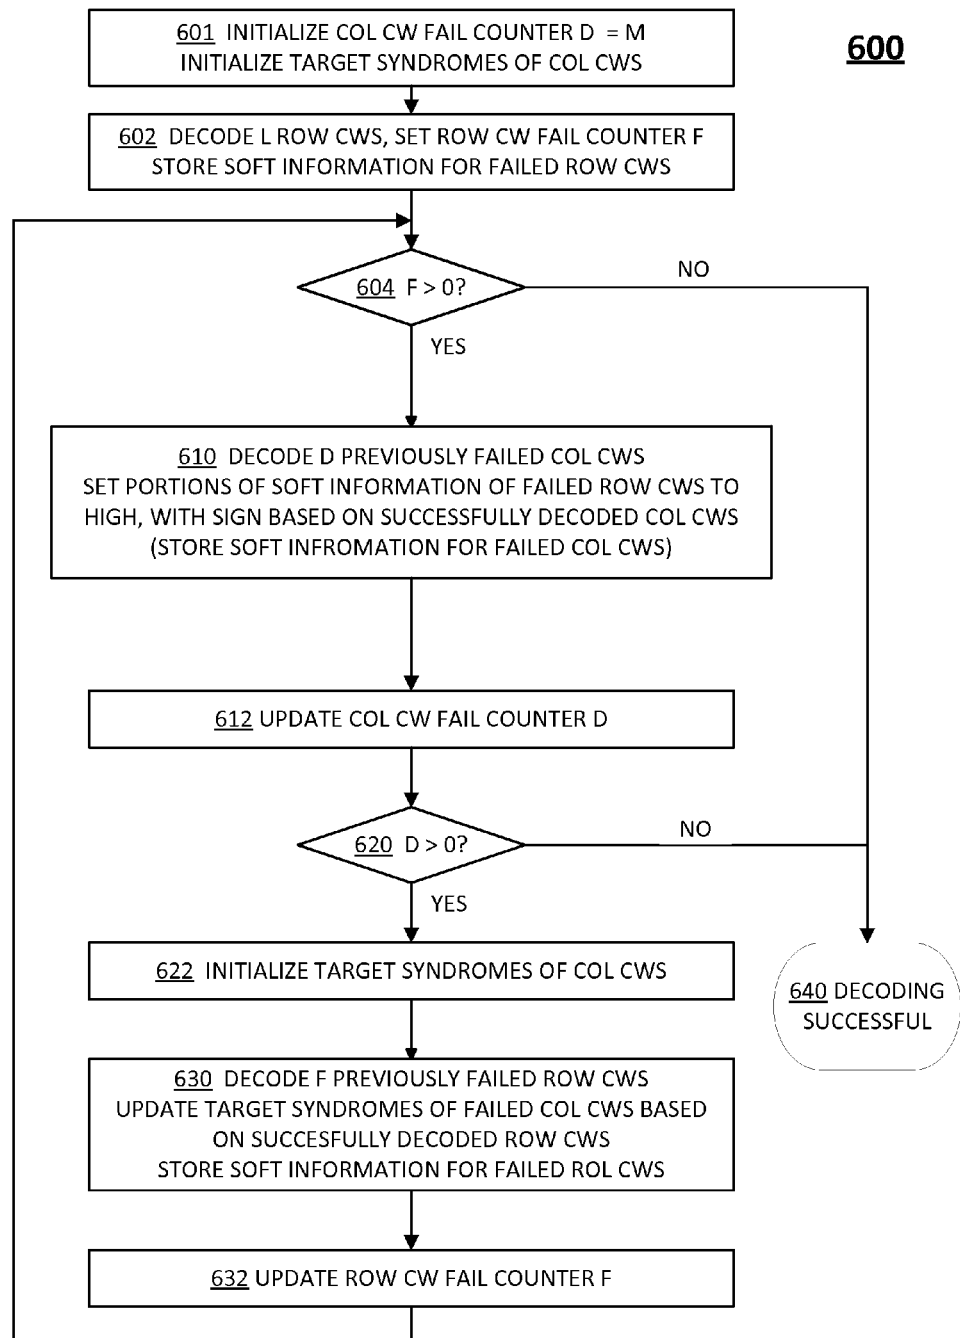 601 INITIALIZE COL CW FAIL COUNTER D = M
INITIALIZE TARGET SYNDROMES OF COL CWS
600
602 DECODE L ROW CWS, SET ROW CW FAIL COUNTER F
STORE SOFT INFORMATION FOR FAILED ROW CWS
604 F > 0?
NO
YES
610 DECODE D PREVIOUSLY FAILED COL CWS
SET PORTIONS OF SOFT INFORMATION OF FAILED ROW CWS TO
HIGH, WITH SIGN BASED ON SUCCESSFULLY DECODED COL CWS
(STORE SOFT INFROMATION FOR FAILED COL CWS)
612 UPDATE COL CW FAIL COUNTER D
620 D > 0?
NO
YES
622 INITIALIZE TARGET SYNDROMES OF COL CWS
640 DECODING
SUCCESSFUL
630 DECODE F PREVIOUSLY FAILED ROW CWS
UPDATE TARGET SYNDROMES OF FAILED COL CWS BASED
ON SUCCESFULLY DECODED ROW CWS
STORE SOFT INFORMATION FOR FAILED ROL CWS
632 UPDATE ROW CW FAIL COUNTER F